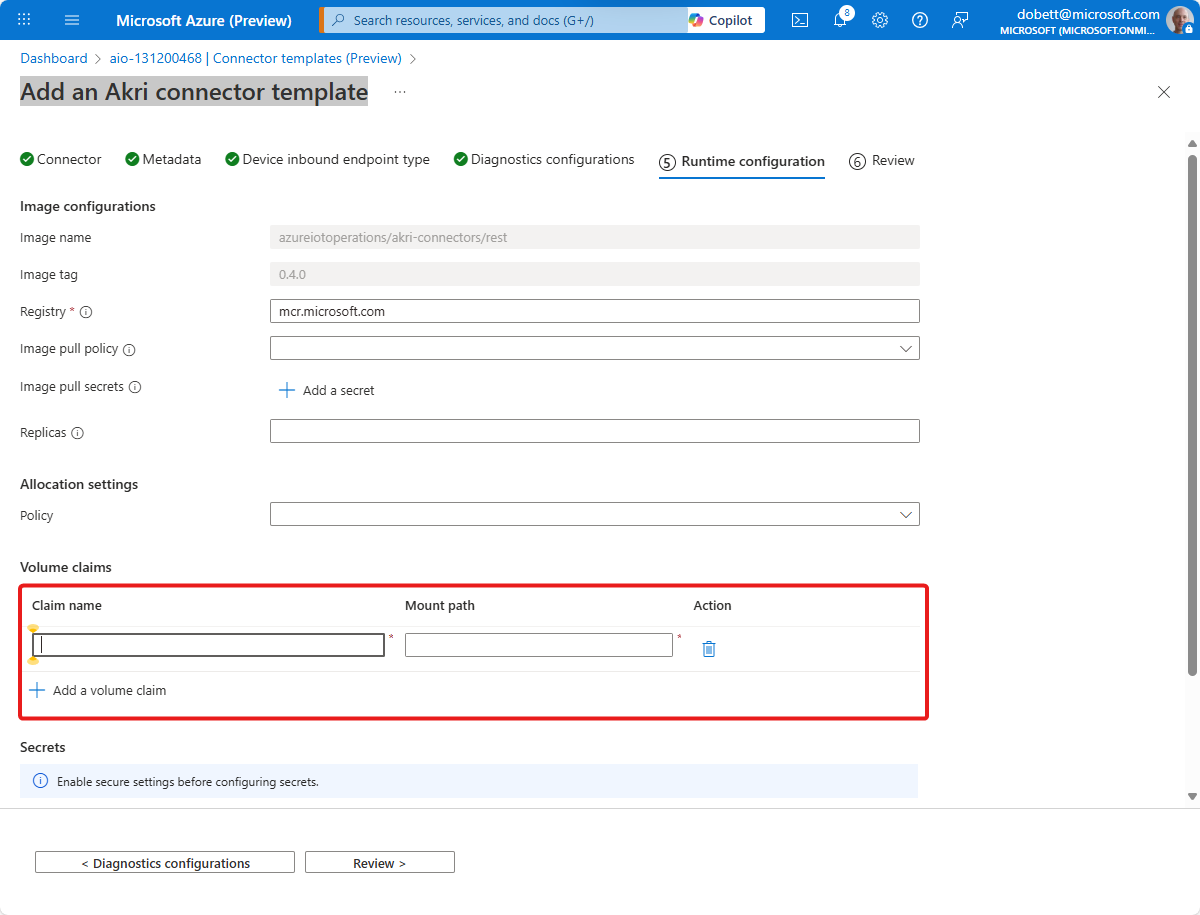 Microsoft Azure (Preview)
Search resources, services, and docs (G+/)
Copilot
8
dobett@microsoft.com
MICROSOFT (MICROSOFT.ONMI...
Dashboard > aio-131200468 | Connector templates (Preview) >
Add an Akri connector template ...
Connector
Metadata
Device inbound endpoint type
Diagnostics configurations
5 Runtime configuration
6 Review
Image configurations
Image name
azureiotoperations/akri-connectors/rest
Image tag
0.4.0
Registry *
mcr.microsoft.com
Image pull policy
Image pull secrets
Add a secret
Replicas
Allocation settings
Policy
Volume claims
Claim name
Mount path
Action
* *
Add a volume claim
Secrets
Enable secure settings before configuring secrets.
< Diagnostics configurations
Review >